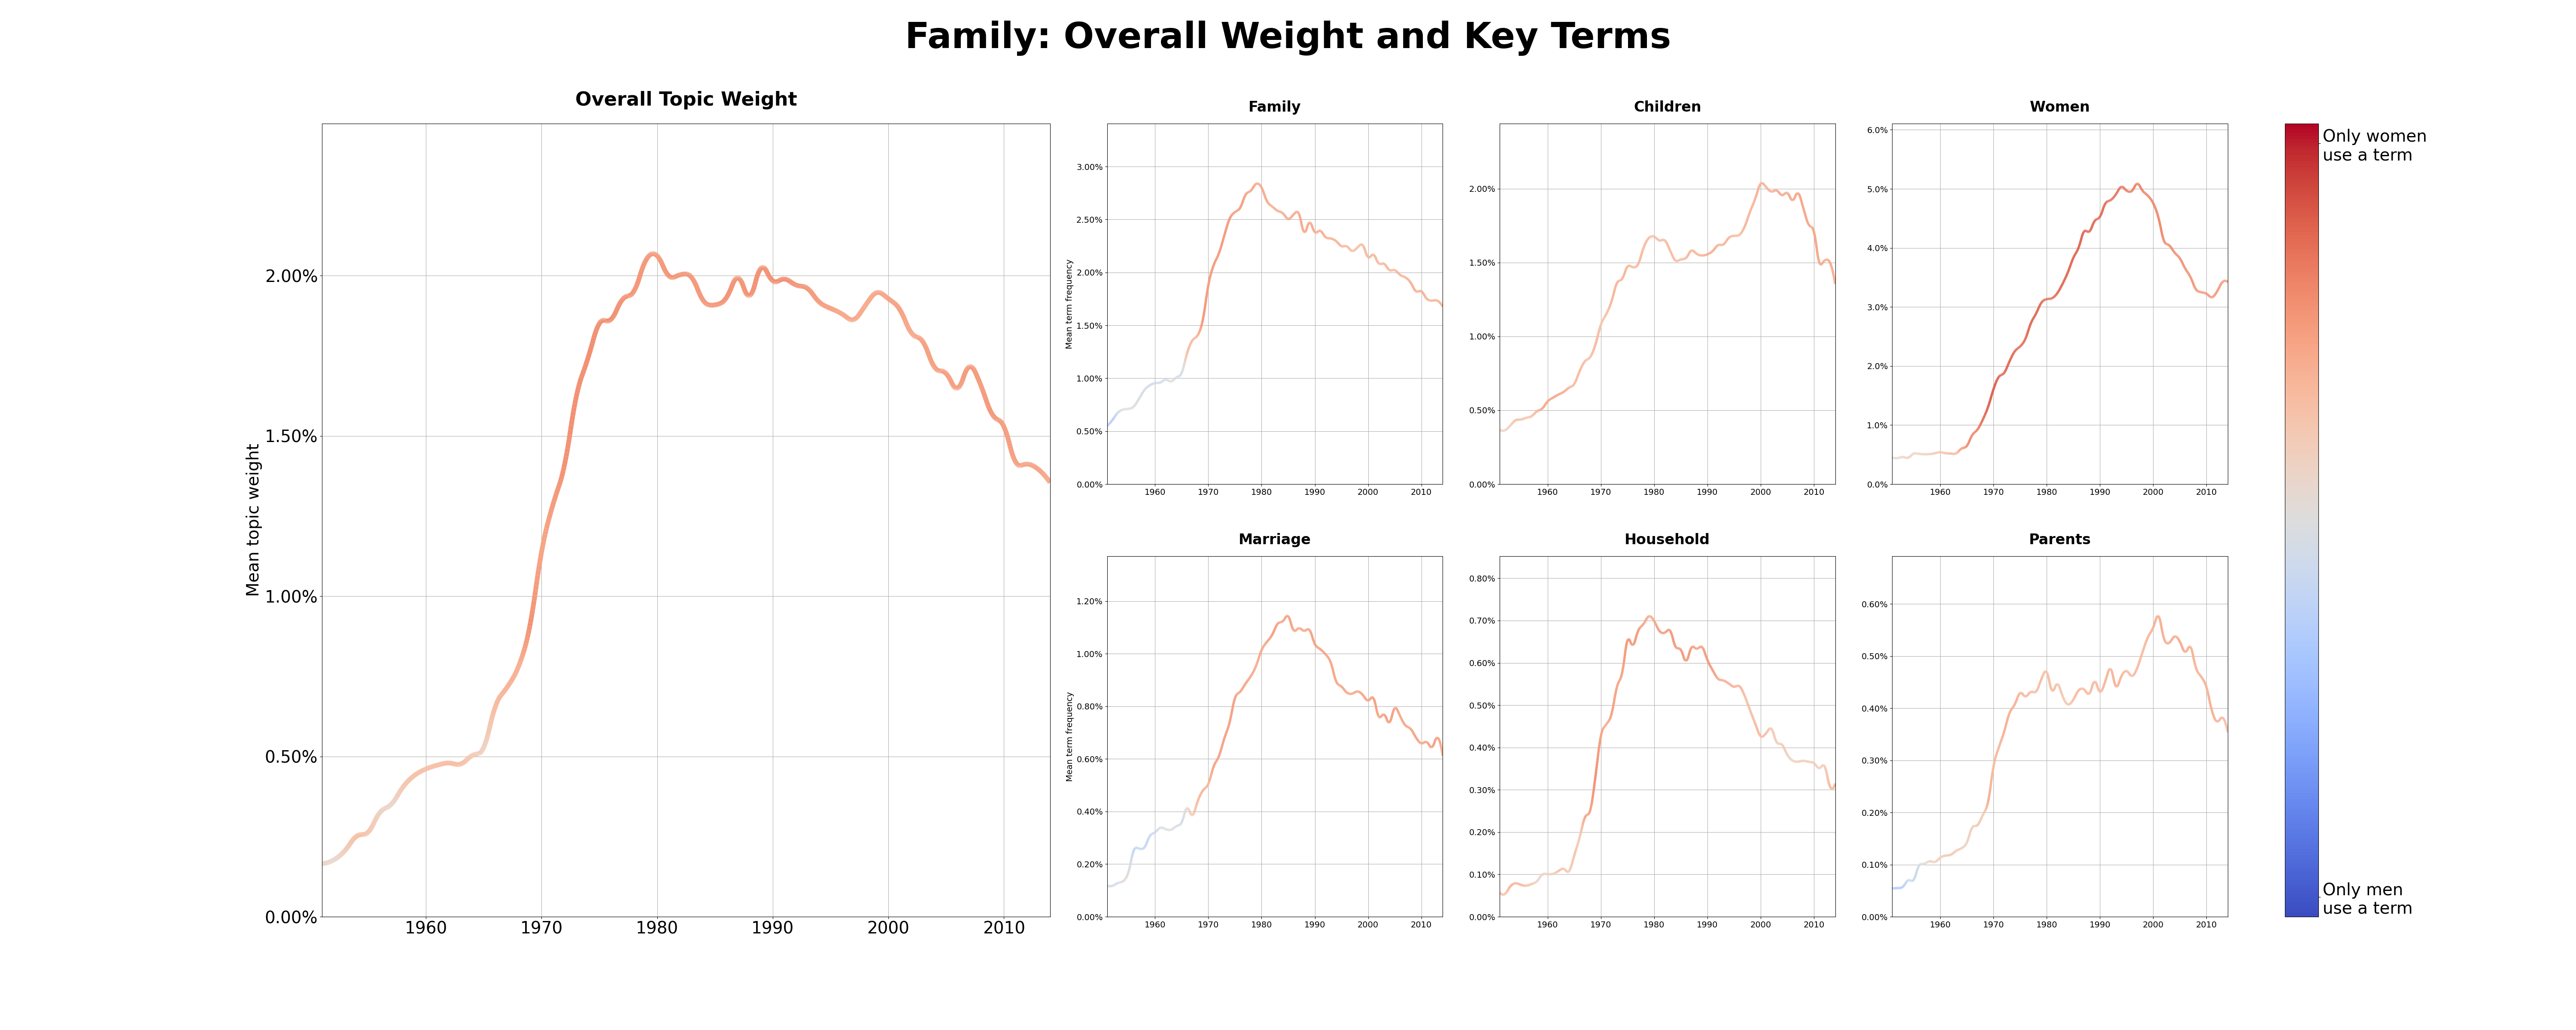 Family: Overall Weight and Key Terms
Overall Topic Weight
Mean topic weight
2.00%
1.50%
1.00%
0.50%
0.00%
1960 1970 1980 1990 2000 2010
Family
Mean term frequency
3.00%
2.50%
2.00%
1.50%
1.00%
0.50%
0.00%
1960 1970 1980 1990 2000 2010
Children
2.00%
1.50%
1.00%
0.50%
0.00%
1960 1970 1980 1990 2000 2010
Women
6.0%
5.0%
4.0%
3.0%
2.0%
1.0%
0.0%
1960 1970 1980 1990 2000 2010
Marriage
Mean term frequency
1.20%
1.00%
0.80%
0.60%
0.40%
0.20%
0.00%
1960 1970 1980 1990 2000 2010
Household
0.80%
0.70%
0.60%
0.50%
0.40%
0.30%
0.20%
0.10%
0.00%
1960 1970 1980 1990 2000 2010
Parents
0.60%
0.50%
0.40%
0.30%
0.20%
0.10%
0.00%
1960 1970 1980 1990 2000 2010
Only women
use a term
Only men
use a term